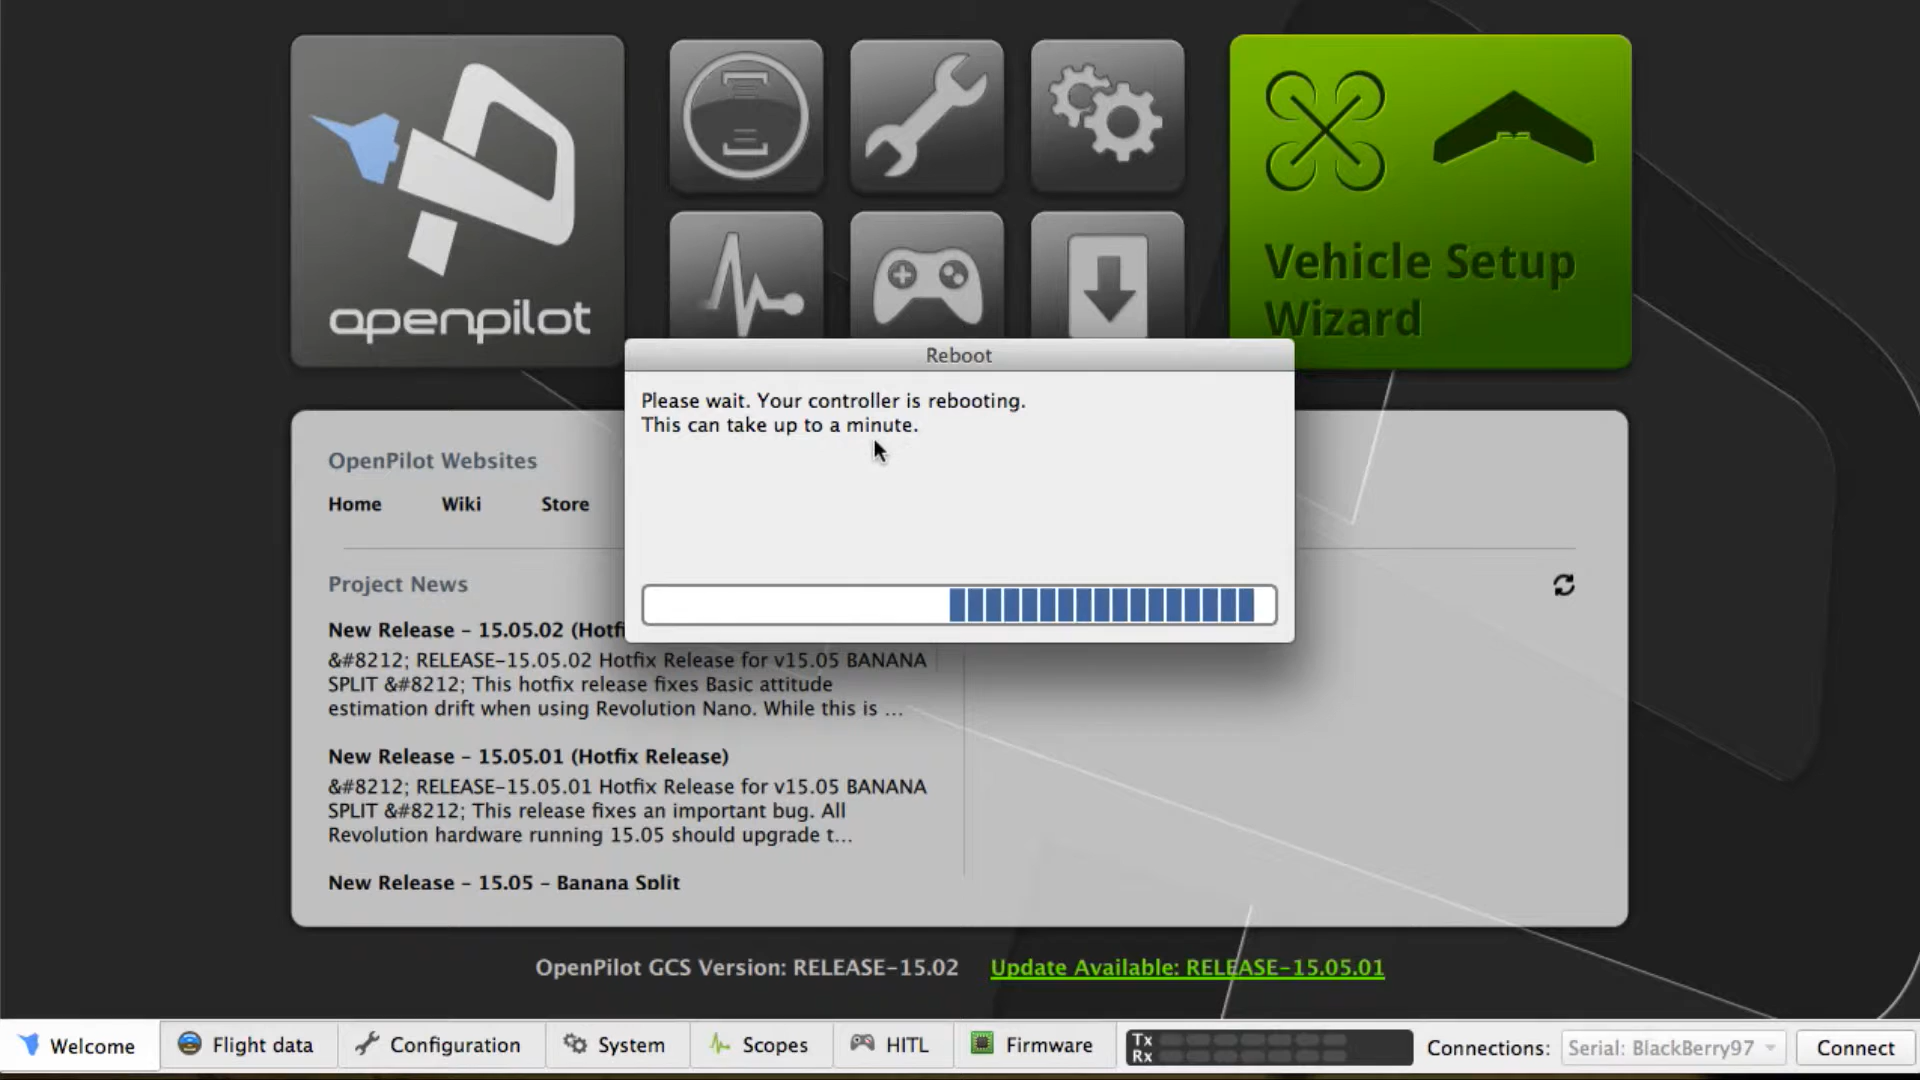 openpilot
Vehicle Setup
Wizard
Reboot
Please wait. Your controller is rebooting.
This can take up to a minute.
OpenPilot Websites
Home Wiki Store
Project News
New Release - 15.05.02 (Hotf
&#8212; RELEASE-15.05.02 Hotfix Release for v15.05 BANANA
SPLIT &#8212; This hotfix release fixes Basic attitude
estimation drift when using Revolution Nano. While this is ...
New Release - 15.05.01 (Hotfix Release)
&#8212; RELEASE-15.05.01 Hotfix Release for v15.05 BANANA
SPLIT &#8212; This release fixes an important bug. All
Revolution hardware running 15.05 should upgrade t...
New Release - 15.05 - Banana Split
OpenPilot GCS Version: RELEASE-15.02 Update Available: RELEASE-15.05.01
Welcome Flight data Configuration System Scopes HITL Firmware Tx Connections: Serial: BlackBerry97 Connect
Rx